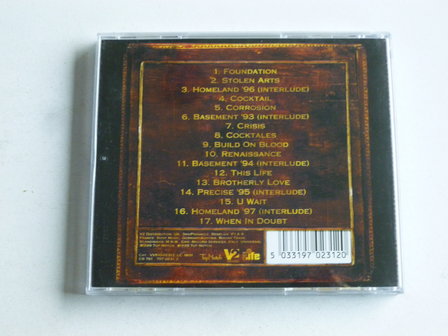 1. Foundation
2. Stolen Arts
3. Homeland '96 (interlude)
4. Cocktail
5. Corrosion
6. Basement '93 (interlude)
7. Crisis
8. Cocktales
9. Build On Blood
10. Renaissance
11. Basement '94 (interlude)
12. This Life
13. Brotherly Love
14. Precise '95 (interlude)
15. U Wait
16. Homeland '97 (interlude)
17. When In Doubt
V2
5 033197 023120